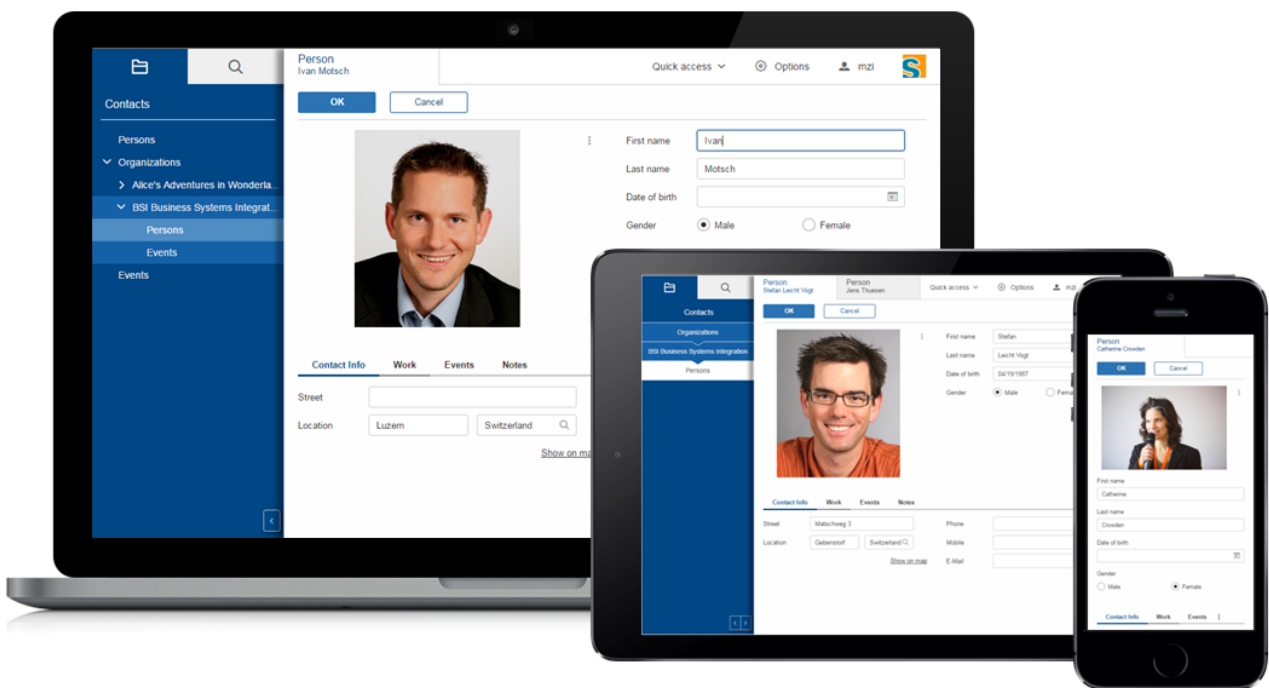 Person
Ivan Motsch
Quick access
Options
mzi
S
Contacts
OK
Cancel
Persons
Organizations
Alice's Adventures in Wonderla...
BSI Business Systems Integrat...
Persons
Events
Events
First name
Ivan
Last name
Motsch
Date of birth
Gender
Male
Female
Contact Info
Work
Events
Notes
Street
Location
Luzern
Switzerland
Show on ma
Person
Stefan Leicht Vogt
Person
Jens Thuesen
Quick access
Options
mzi
Contacts
Organizations
BSI Business Systems Integration
Persons
OK
Cancel
First name
Stefan
Last name
Leicht Vogt
Date of birth
04/19/1987
Gender
Male
Fema
Contact Info
Work
Events
Notes
Street
Matschweg 3
Phone
Location
Gebenstorf
Switzerland
Mobile
Show on map
E-Mail
Person
Catherine Crowden
OK
Cancel
First name
Catherine
Last name
Crowden
Date of birth
Gender
Male
Female
Contact Info
Work
Events